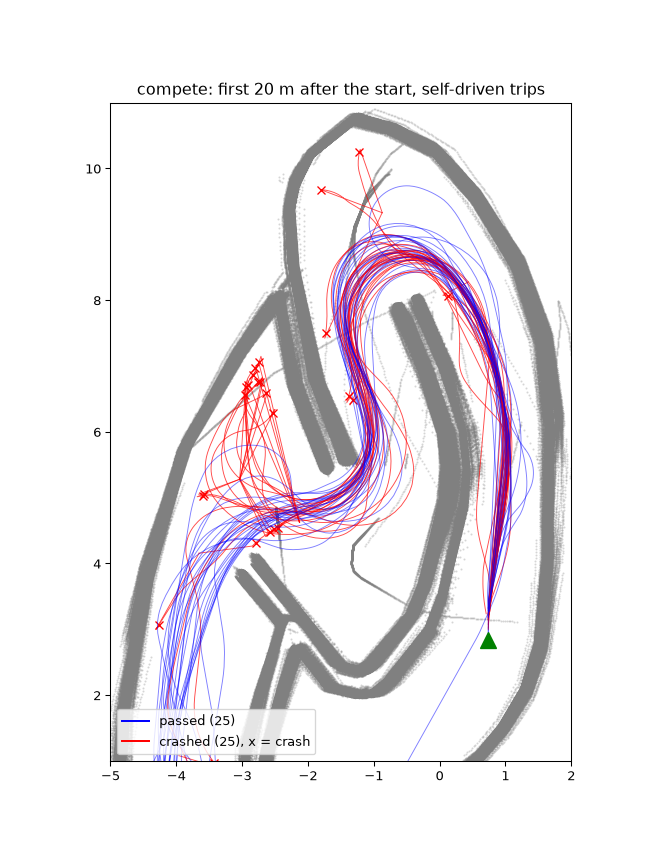 compete: first 20 m after the start, self-driven trips
10
8
6
4
2
passed (25)
crashed (25), x = crash
−5 −4 −3 −2 −1 0 1 2